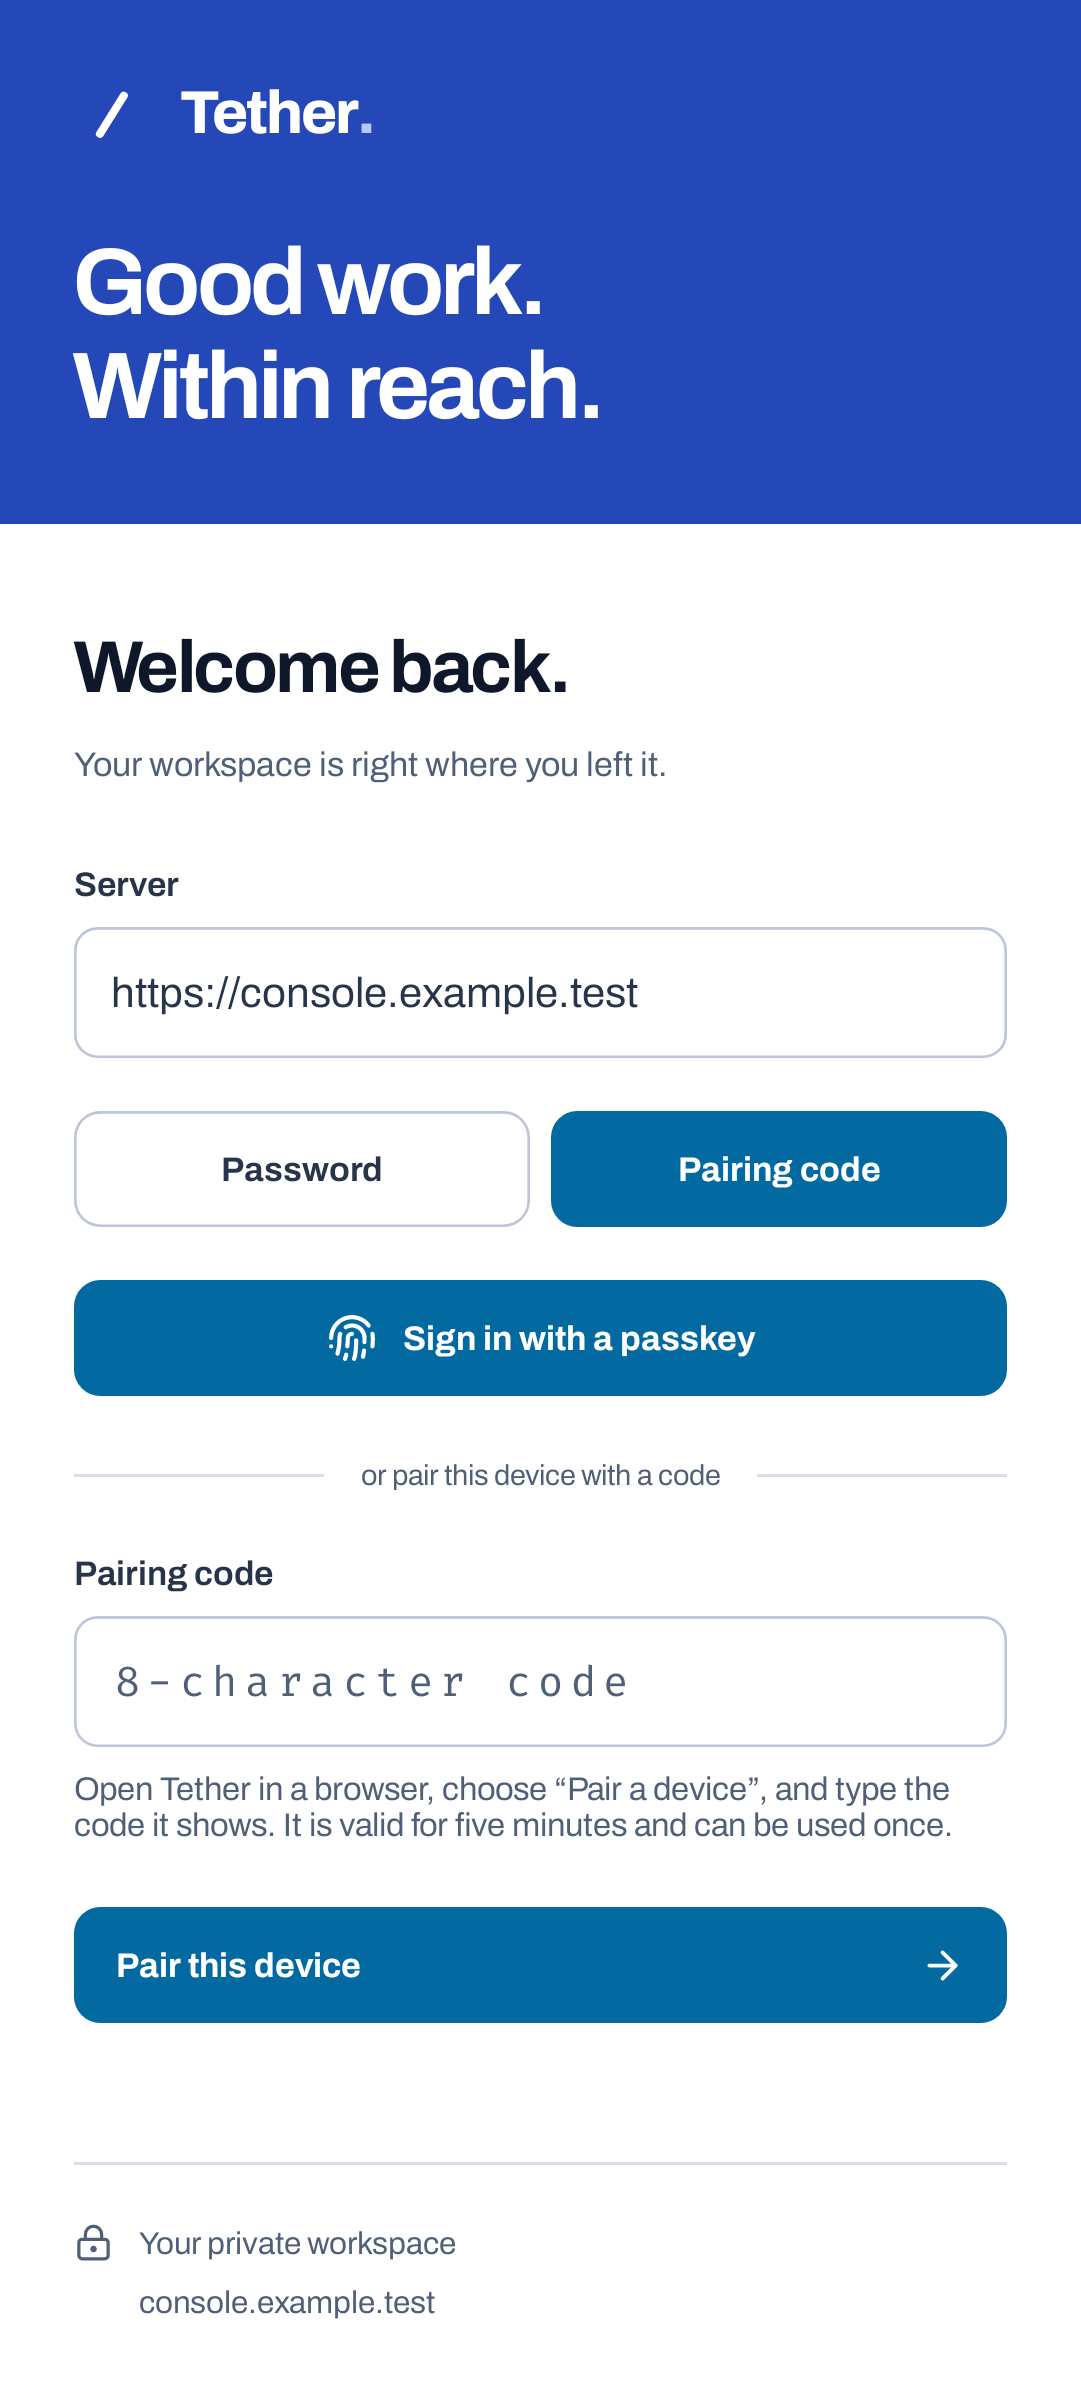 Tether.
Good work.
Within reach.
Welcome back.
Your workspace is right where you left it.
Server
https://console.example.test
Password
Pairing code
Sign in with a passkey
or pair this device with a code
Pairing code
8-character code
Open Tether in a browser, choose “Pair a device”, and type the
code it shows. It is valid for five minutes and can be used once.
Pair this device
Your private workspace
console.example.test